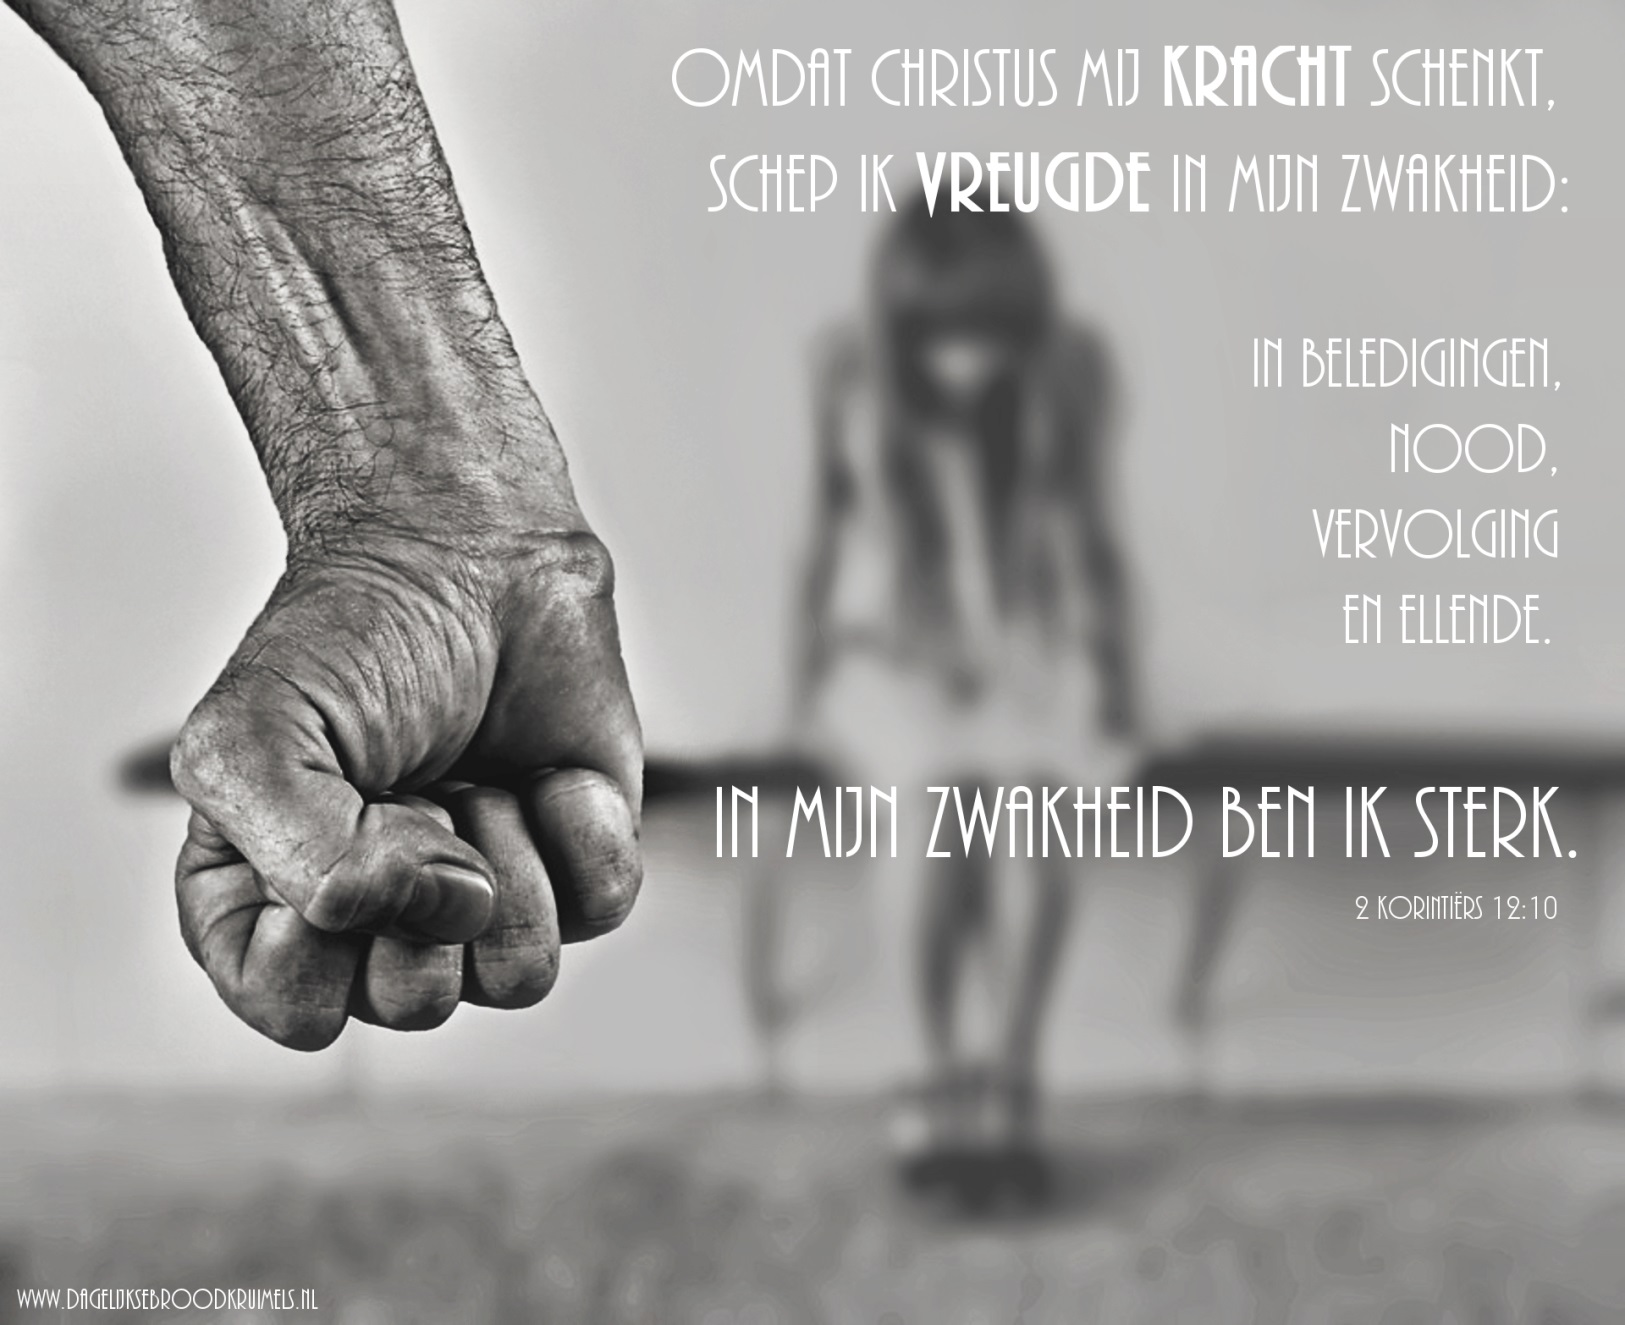 OMDAT CHRISTUS MIJ KRACHT SCHENKT,
SCHEP IK VREUGDE IN MIJN ZWAKHEID:
IN BELEDIGINGEN,
NOOD,
VERVOLGING
EN ELLENDE.
IN MIJN ZWAKHEID BEN IK STERK.
2 KORINTIËRS 12:10
WWW.DAGELIJKSEBROODKRUIMELS.NL